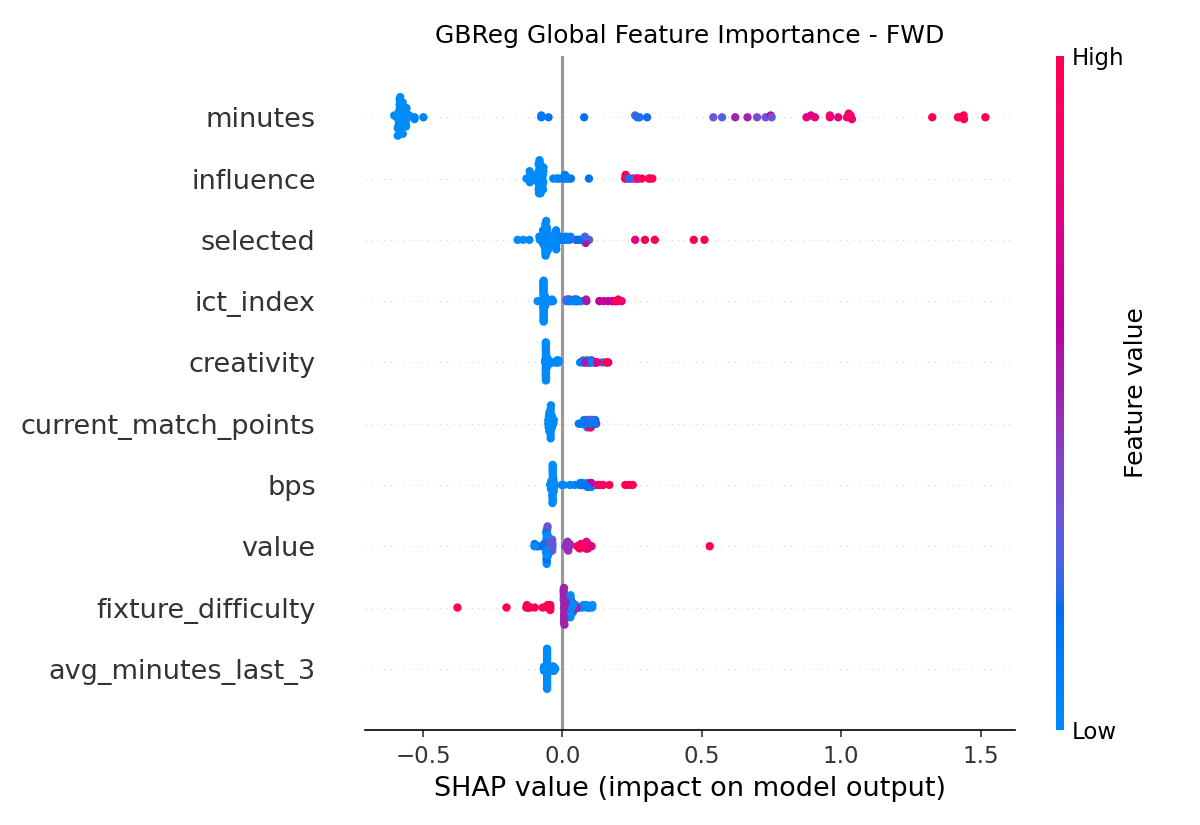 GBReg Global Feature Importance - FWD
High
minutes
influence
selected
ict_index
creativity
current_match_points
bps
value
fixture_difficulty
avg_minutes_last_3
Feature value
Low
−0.5 0.0 0.5 1.0 1.5
SHAP value (impact on model output)